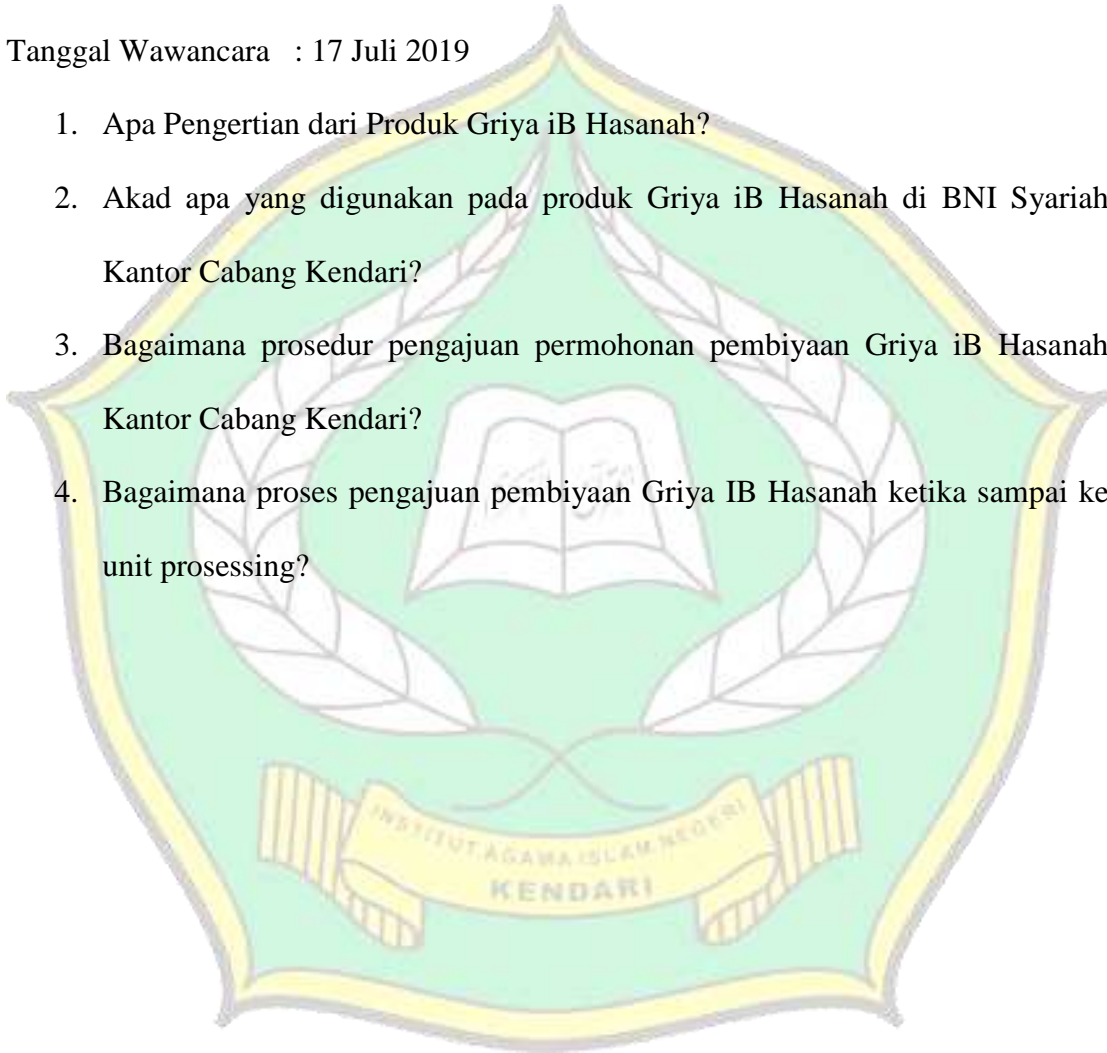 Tanggal Wawancara : 17 Juli 2019
1. Apa Pengertian dari Produk Griya iB Hasanah?
2. Akad apa yang digunakan pada produk Griya iB Hasanah di BNI Syariah
Kantor Cabang Kendari?
3. Bagaimana prosedur pengajuan permohonan pembiyaan Griya iB Hasanah
Kantor Cabang Kendari?
4. Bagaimana proses pengajuan pembiyaan Griya IB Hasanah ketika sampai ke
unit prosessing?
INSTITUT AGAMA ISLAM NEGERI
KENDARI